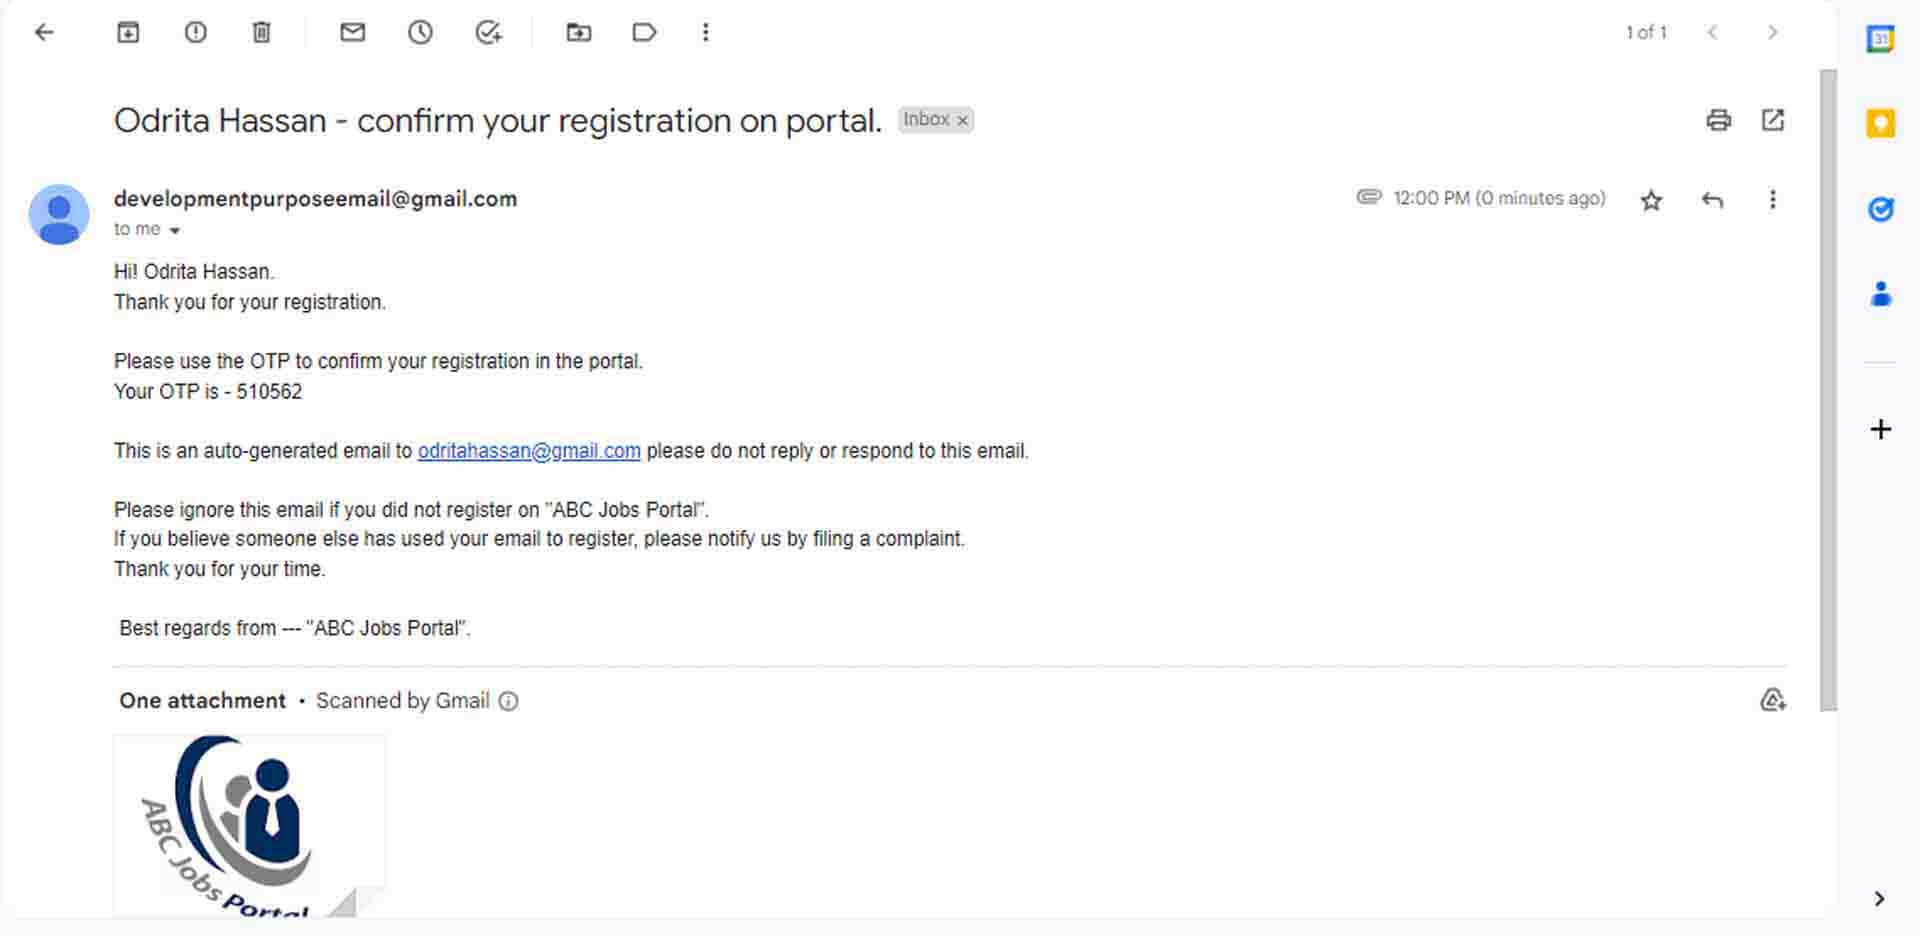 1 of 1
31
Odrita Hassan - confirm your registration on portal. Inbox ×
developmentpurposeemail@gmail.com 12:00 PM (0 minutes ago)
to me
Hi! Odrita Hassan.
Thank you for your registration.
Please use the OTP to confirm your registration in the portal.
Your OTP is - 510562
This is an auto-generated email to odritahassan@gmail.com please do not reply or respond to this email.
Please ignore this email if you did not register on "ABC Jobs Portal".
If you believe someone else has used your email to register, please notify us by filing a complaint.
Thank you for your time.
Best regards from --- "ABC Jobs Portal".
One attachment • Scanned by Gmail
ABC Jobs Portal